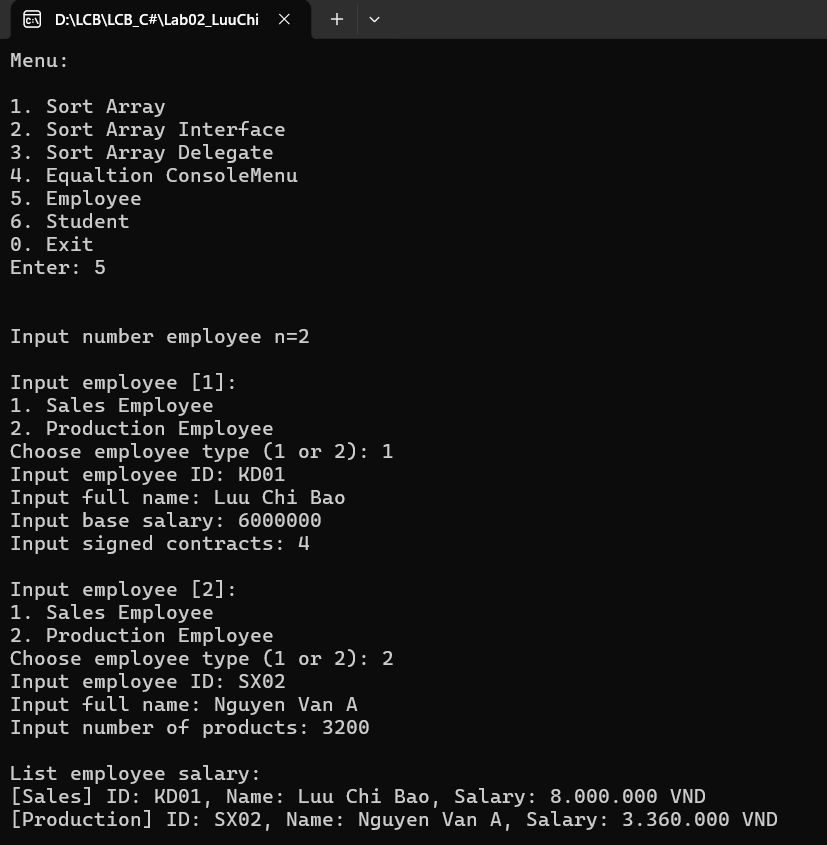 D:\LCB\LCB_C#\Lab02_LuuChi
Menu:
1. Sort Array
2. Sort Array Interface
3. Sort Array Delegate
4. Equaltion ConsoleMenu
5. Employee
6. Student
0. Exit
Enter: 5
Input number employee n=2
Input employee [1]:
1. Sales Employee
2. Production Employee
Choose employee type (1 or 2): 1
Input employee ID: KD01
Input full name: Luu Chi Bao
Input base salary: 6000000
Input signed contracts: 4
Input employee [2]:
1. Sales Employee
2. Production Employee
Choose employee type (1 or 2): 2
Input employee ID: SX02
Input full name: Nguyen Van A
Input number of products: 3200
List employee salary:
[Sales] ID: KD01, Name: Luu Chi Bao, Salary: 8.000.000 VND
[Production] ID: SX02, Name: Nguyen Van A, Salary: 3.360.000 VND